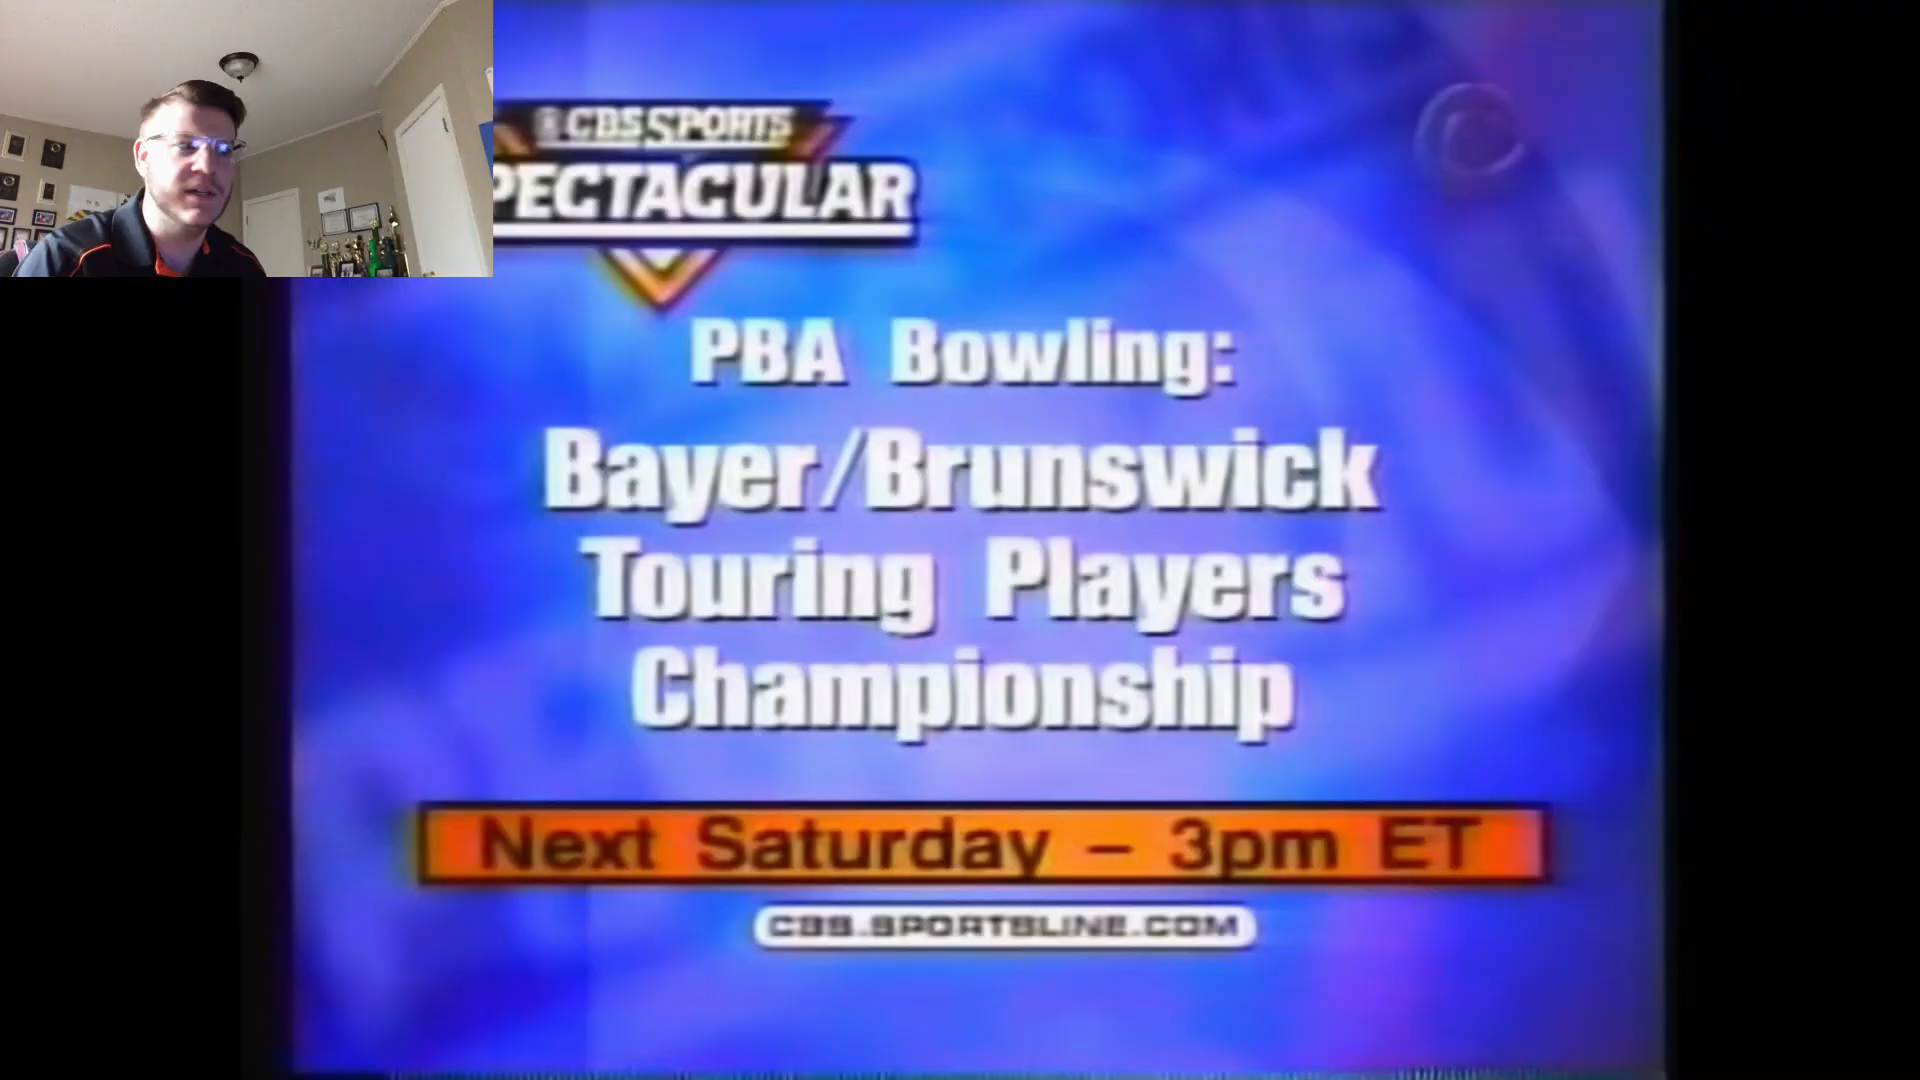 CBS SPORTS
PECTACULAR
PBA Bowling:
Bayer/Brunswick
Touring Players
Championship
Next Saturday – 3pm ET
CBS.SPORTSLINE.COM